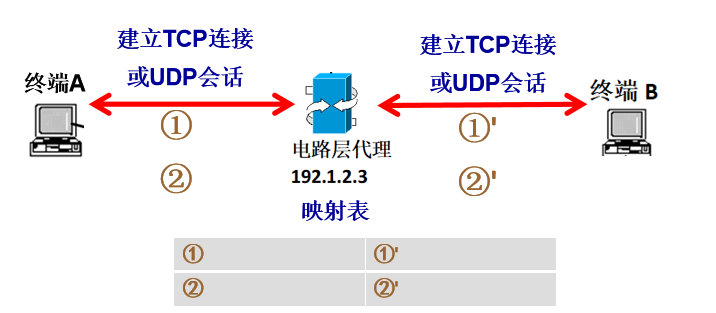 建立TCP连接
或UDP会话
建立TCP连接
或UDP会话
终端A
终端 B
①
①'
②
②'
电路层代理
192.1.2.3
映射表
① ①'
② ②'